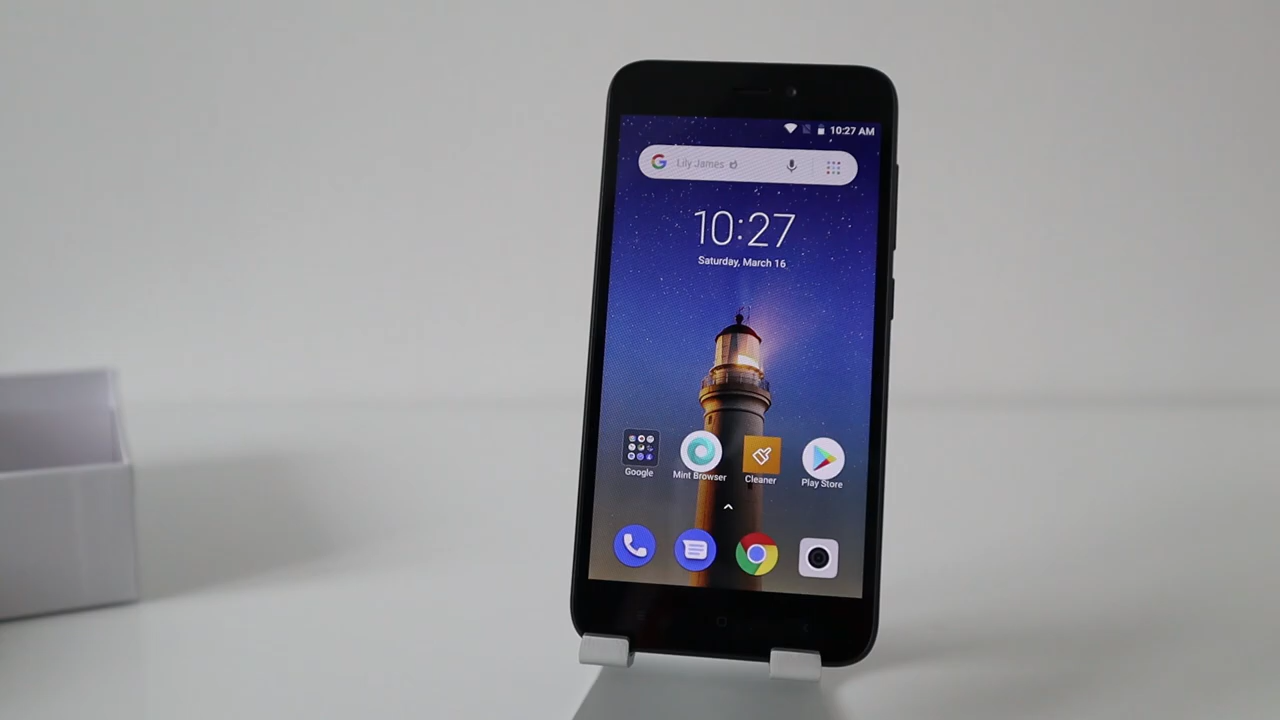 10:27 AM
G Lily James
10:27
Saturday, March 16
Google
Mint Browser
Cleaner
Play Store